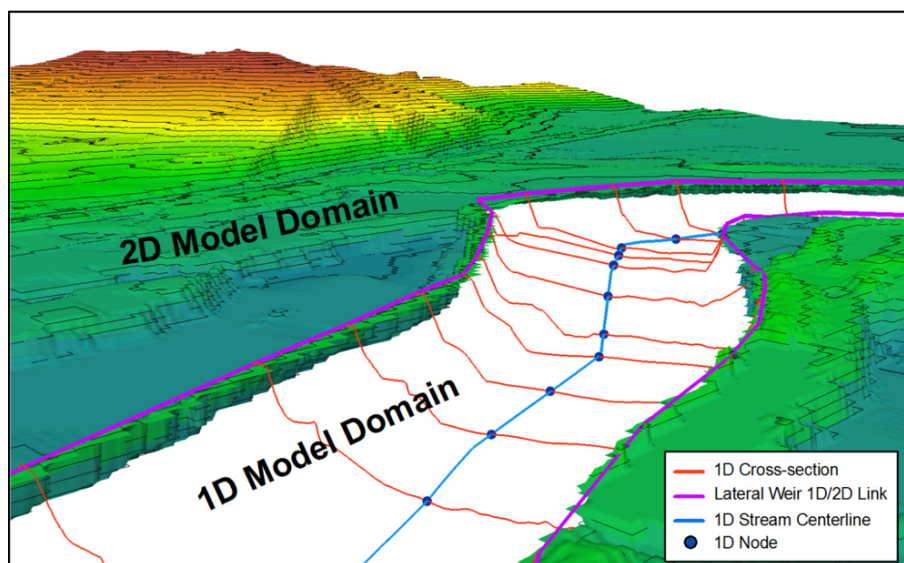 2D Model Domain
1D Model Domain
1D Cross-section
Lateral Weir 1D/2D Link
1D Stream Centerline
1D Node